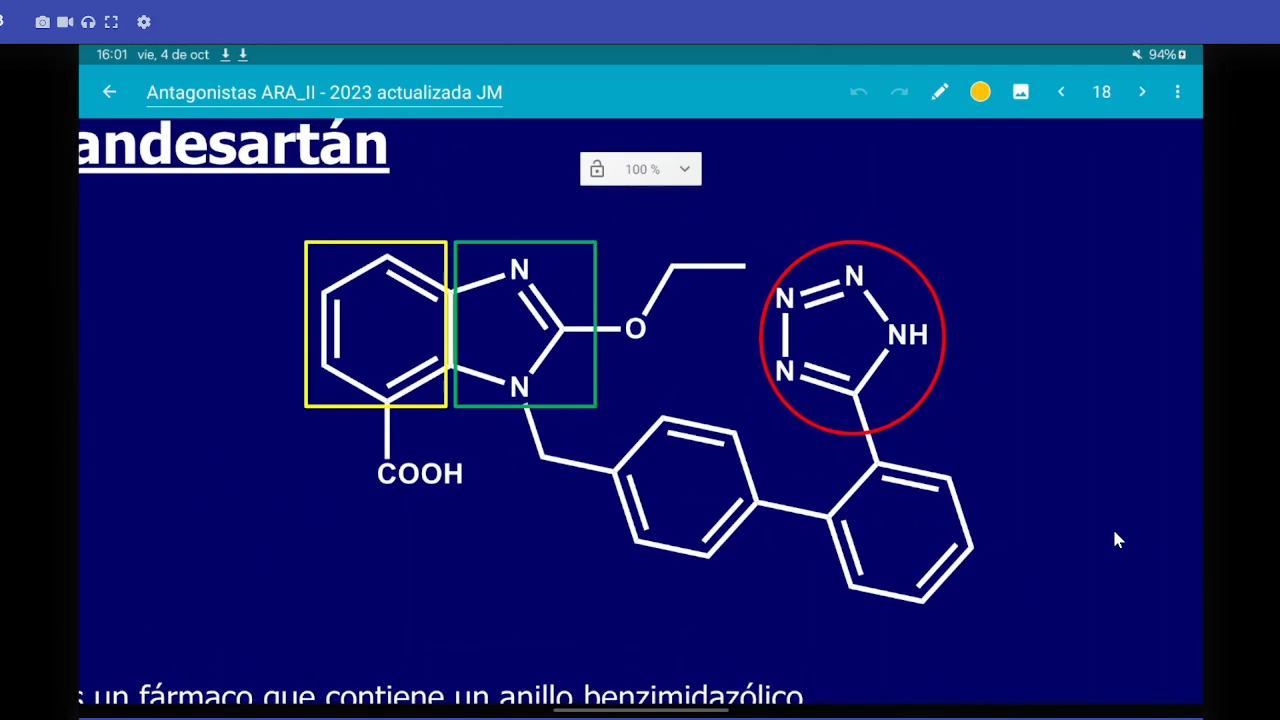 3
16:01 vie, 4 de oct 94%
Antagonistas ARA_II - 2023 actualizada JM 18
andesartán
100 %
N
N
O
COOH
N
N
NH
N
un fármaco que contiene un anillo benzimidazólico